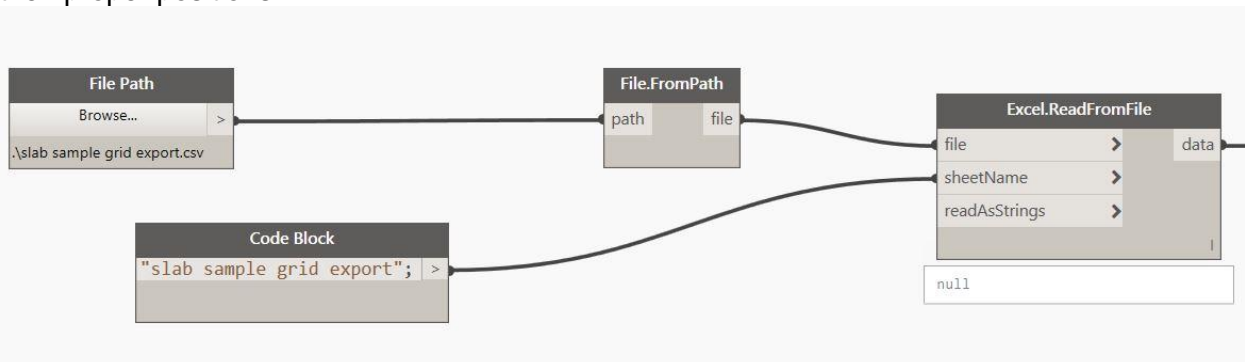 File Path
Browse... >
.\slab sample grid export.csv
File.FromPath
path file
Excel.ReadFromFile
file > data
sheetName >
readAsStrings >
l
null
Code Block
"slab sample grid export"; >